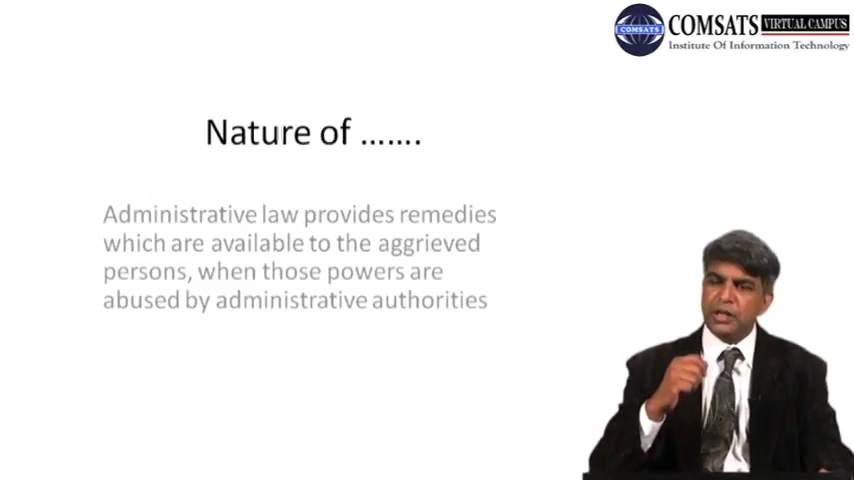 COMSATS VIRTUAL CAMPUS
Institute Of Information Technology
COMSATS
Nature of .......
Administrative law provides remedies
which are available to the aggrieved
persons, when those powers are
abused by administrative authorities